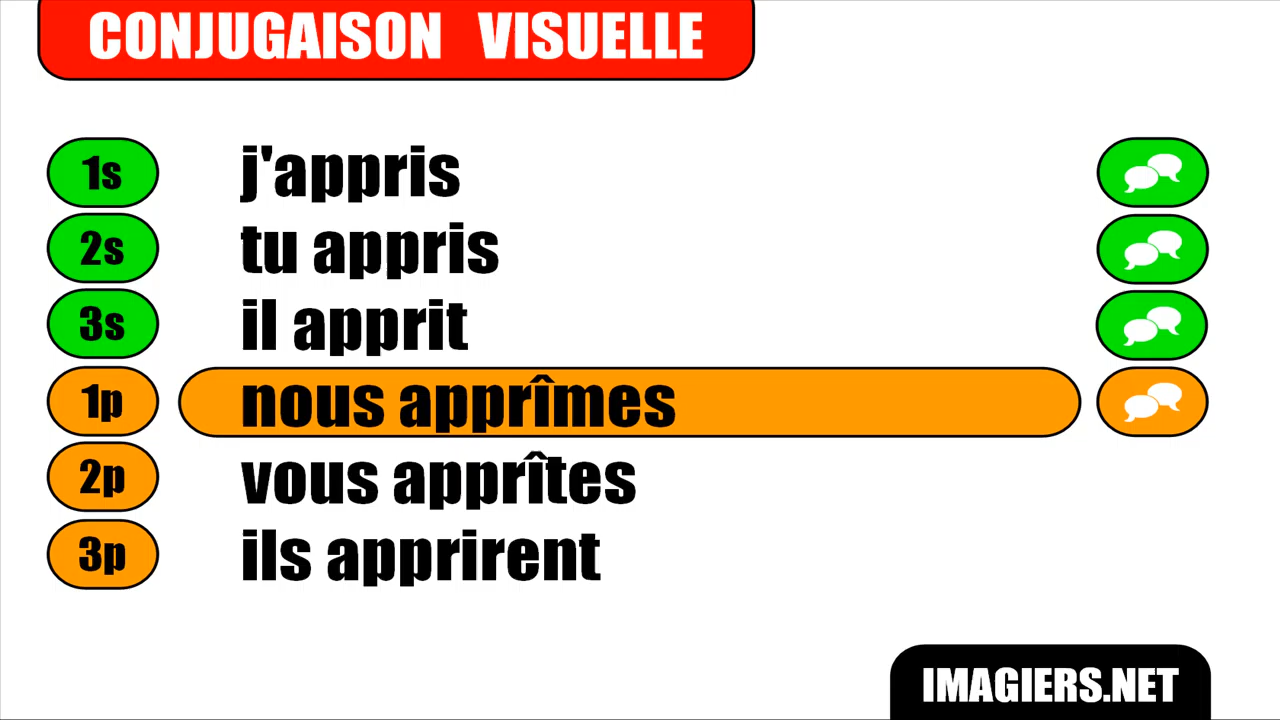 CONJUGAISON VISUELLE
1s j'appris
2s tu appris
3s il apprit
1p nous apprîmes
2p vous apprîtes
3p ils apprirent
IMAGIERS.NET